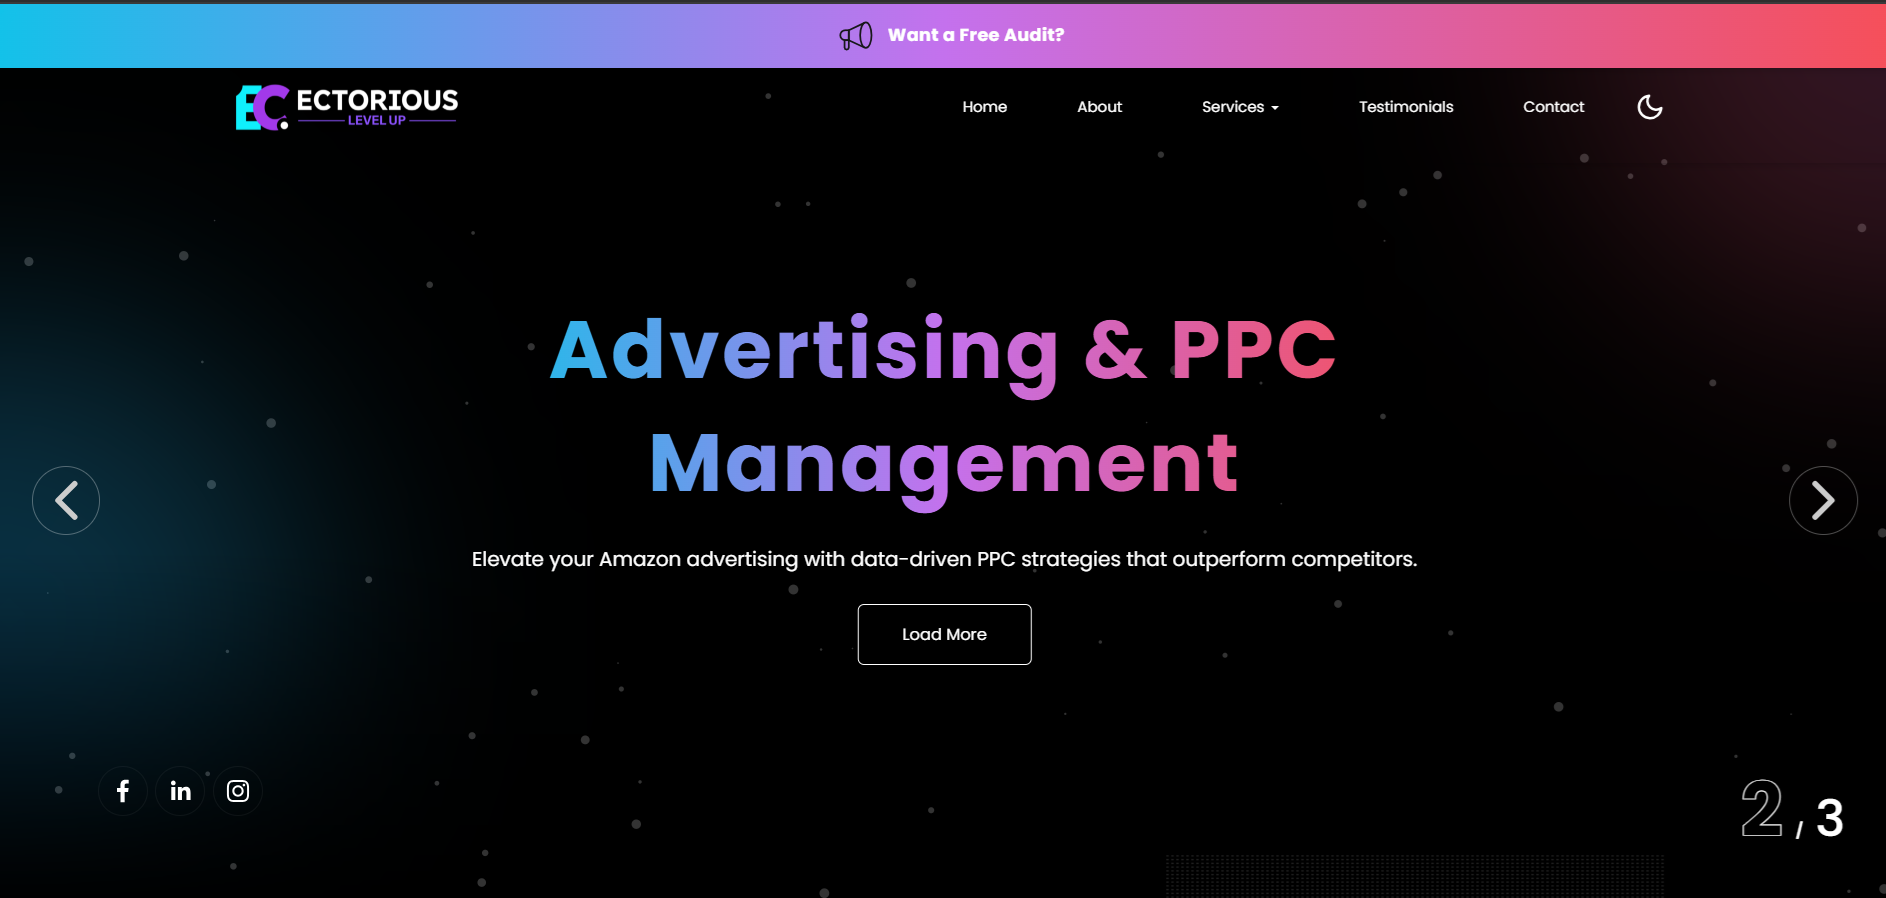 Want a Free Audit?
EC. ECTORIOUS
LEVEL UP
Home About Services Testimonials Contact
Advertising & PPC
Management
Elevate your Amazon advertising with data-driven PPC strategies that outperform competitors.
Load More
2 / 3